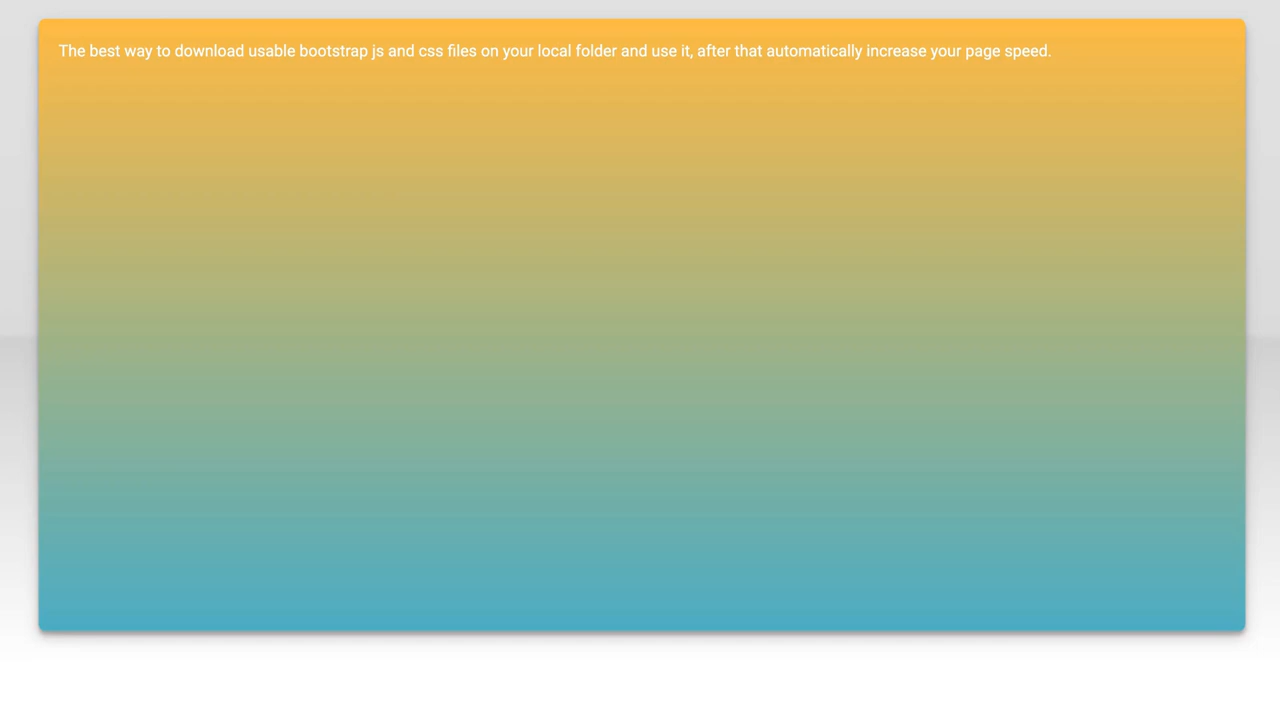 The best way to download usable bootstrap js and css files on your local folder and use it, after that automatically increase your page speed.